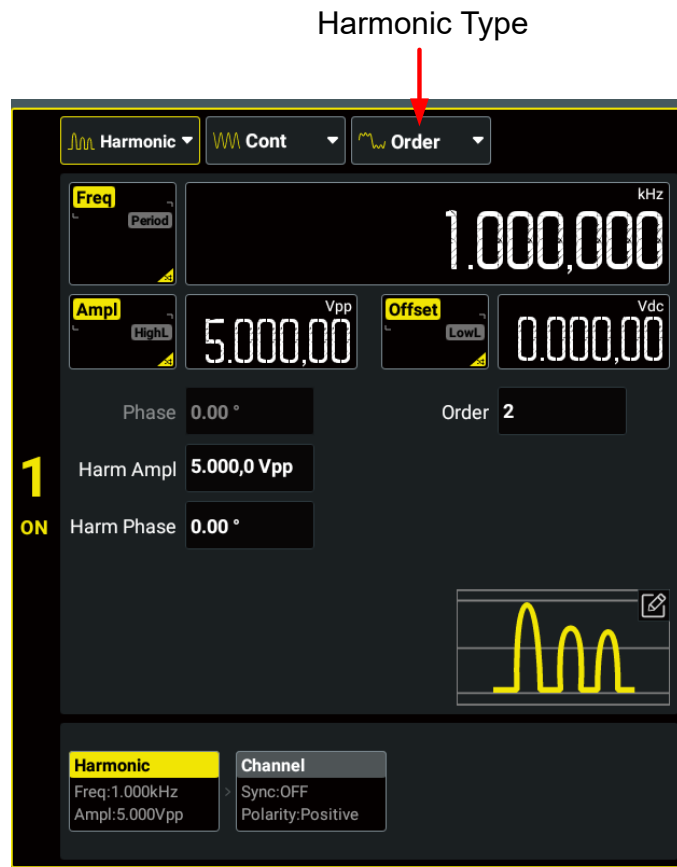 Harmonic Type
Harmonic Cont Order
Freq
Period
kHz
1.000,000
Ampl
HighL
Vpp
5.000,00
Offset
LowL
Vdc
0.000,00
Phase 0.00 °
Order 2
Harm Ampl 5.000,0 Vpp
Harm Phase 0.00 °
1
ON
Harmonic
Freq:1.000kHz
Ampl:5.000Vpp
>
Channel
Sync:OFF
Polarity:Positive